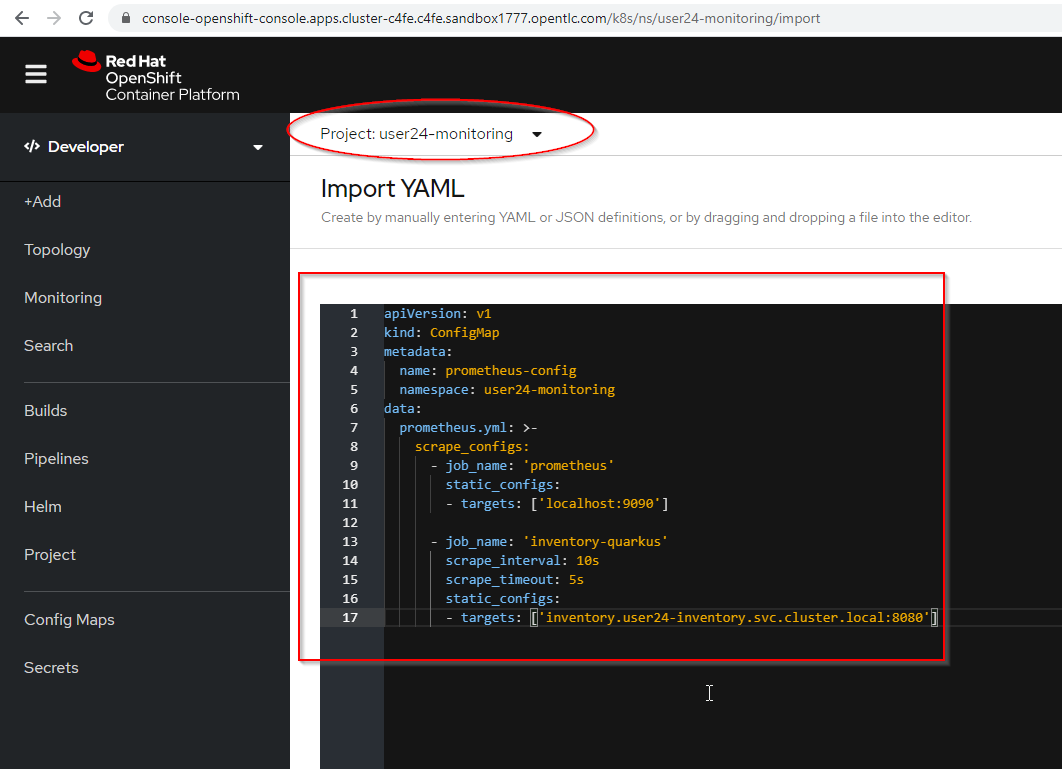 console-openshift-console.apps.cluster-c4fe.c4fe.sandbox1777.opentlc.com/k8s/ns/user24-monitoring/import
Red Hat
OpenShift
Container Platform
Developer
+Add
Topology
Monitoring
Search
Builds
Pipelines
Helm
Project
Config Maps
Secrets
Project: user24-monitoring
Import YAML
Create by manually entering YAML or JSON definitions, or by dragging and dropping a file into the editor.
1 apiVersion: v1
2 kind: ConfigMap
3 metadata:
4   name: prometheus-config
5   namespace: user24-monitoring
6 data:
7   prometheus.yml: >-
8     scrape_configs:
9       - job_name: 'prometheus'
10         static_configs:
11         - targets: ['localhost:9090']
12
13       - job_name: 'inventory-quarkus'
14         scrape_interval: 10s
15         scrape_timeout: 5s
16         static_configs:
17         - targets: ['inventory.user24-inventory.svc.cluster.local:8080']